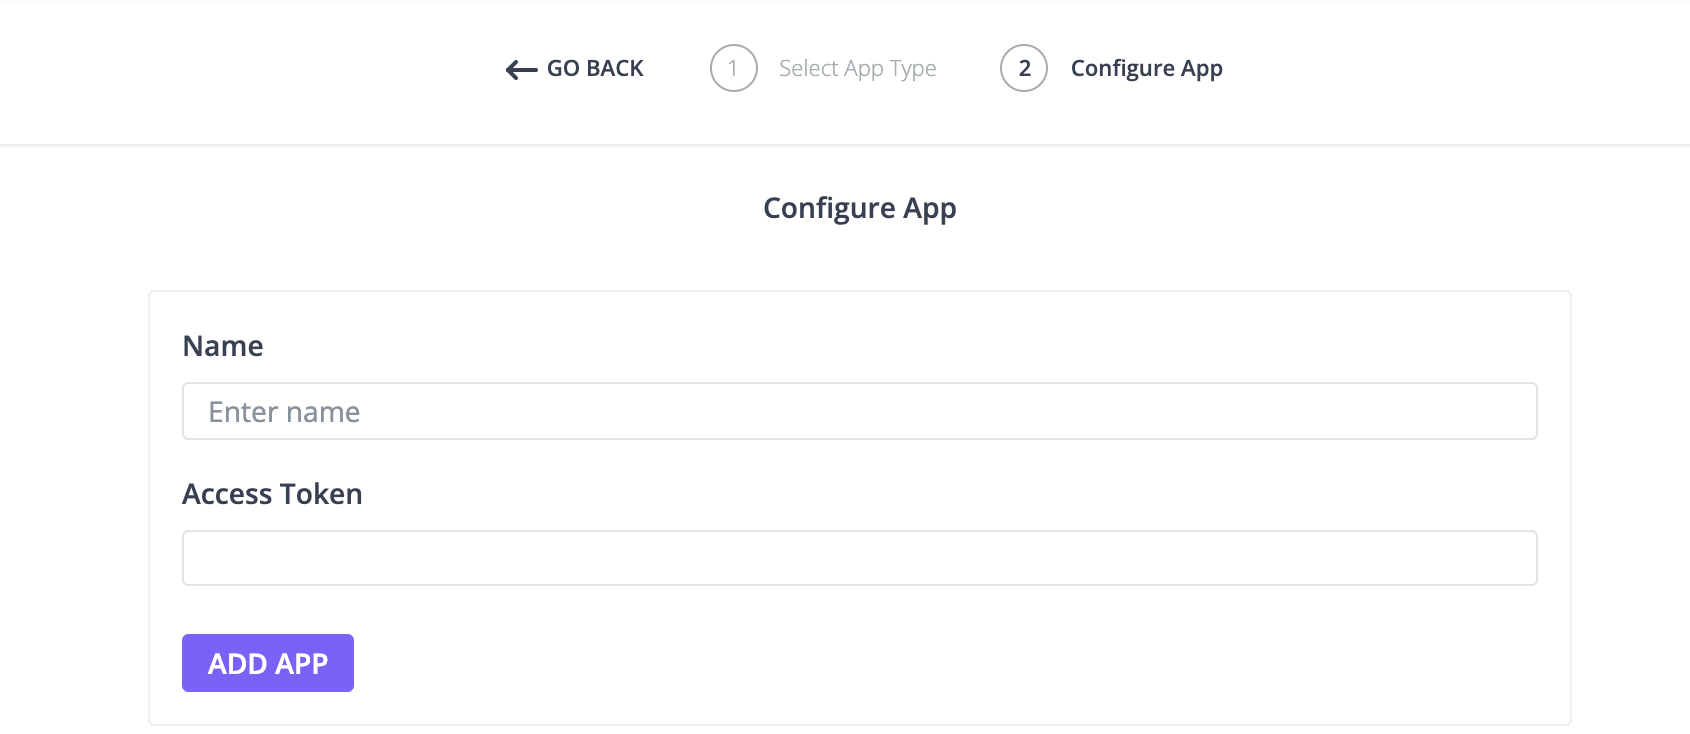 GO BACK 1 Select App Type 2 Configure App
Configure App
Name
Enter name
Access Token
ADD APP